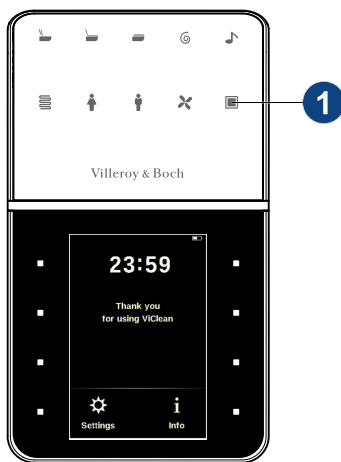 1
Villeroy & Boch
23:59
Thank you
for using ViClean
Settings
Info